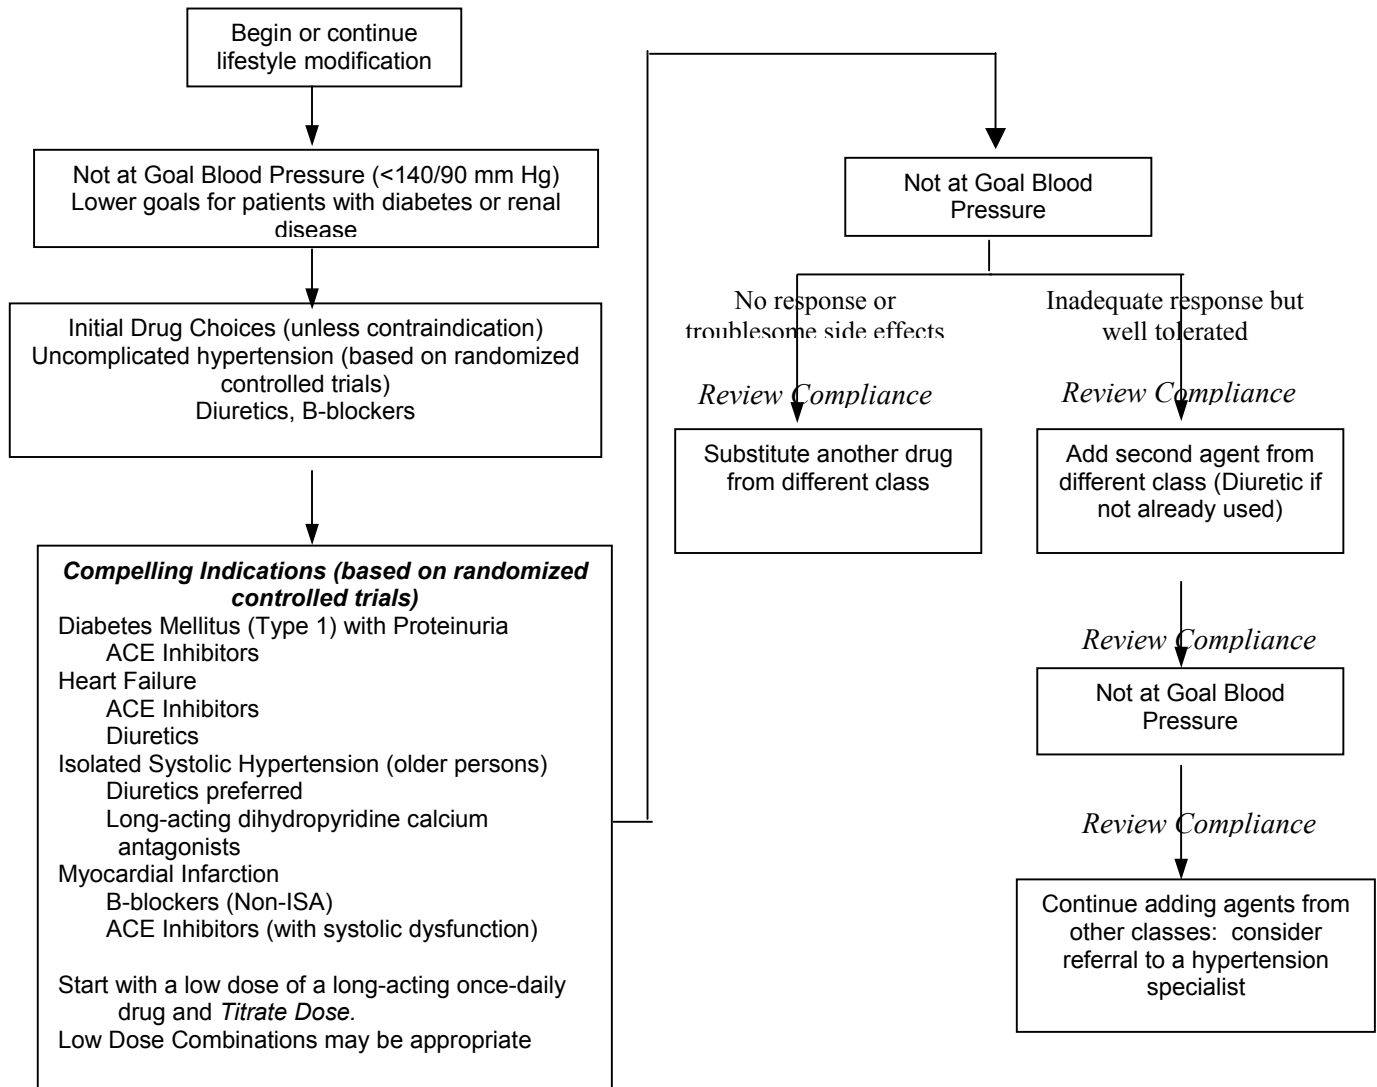 Begin or continue
lifestyle modification
Not at Goal Blood Pressure (<140/90 mm Hg)
Lower goals for patients with diabetes or renal
disease
Initial Drug Choices (unless contraindication)
Uncomplicated hypertension (based on randomized
controlled trials)
Diuretics, B-blockers
Compelling Indications (based on randomized
controlled trials)
Diabetes Mellitus (Type 1) with Proteinuria
ACE Inhibitors
Heart Failure
ACE Inhibitors
Diuretics
Isolated Systolic Hypertension (older persons)
Diuretics preferred
Long-acting dihydropyridine calcium
antagonists
Myocardial Infarction
B-blockers (Non-ISA)
ACE Inhibitors (with systolic dysfunction)
Start with a low dose of a long-acting once-daily
drug and Titrate Dose.
Low Dose Combinations may be appropriate
Not at Goal Blood
Pressure
No response or
troublesome side effects
Review Compliance
Substitute another drug
from different class
Inadequate response but
well tolerated
Review Compliance
Add second agent from
different class (Diuretic if
not already used)
Review Compliance
Not at Goal Blood
Pressure
Review Compliance
Continue adding agents from
other classes:  consider
referral to a hypertension
specialist